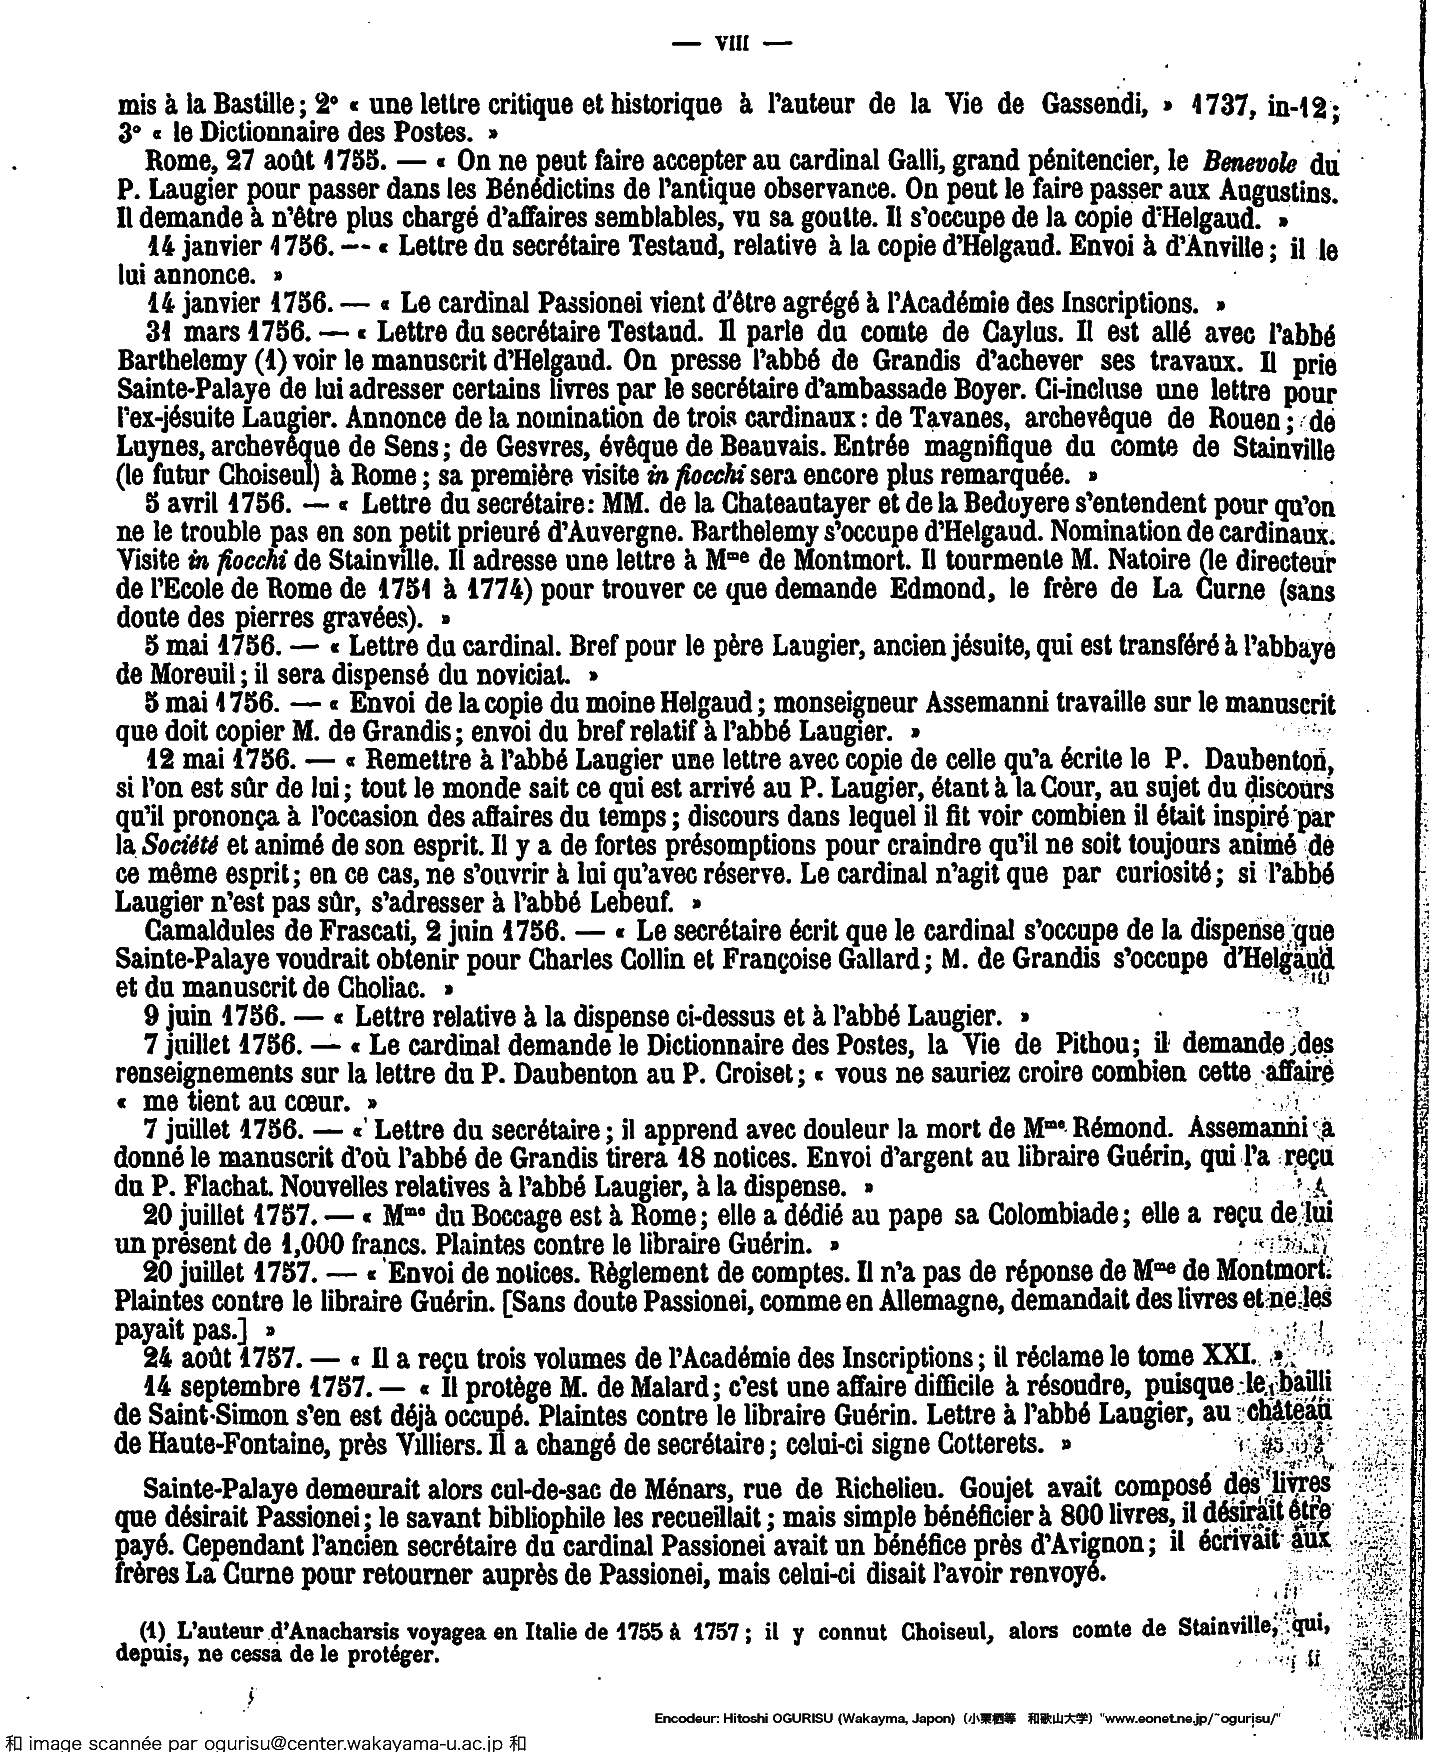 — VIII —
mis à la Bastille; 2° « une lettre critique et historique à l'auteur de la Vie de Gassendi, » 1737, in-12;
3° « le Dictionnaire des Postes. »
Rome, 27 août 1755. — « On ne peut faire accepter au cardinal Galli, grand pénitencier, le Benevole du
P. Laugier pour passer dans les Bénédictins de l'antique observance. On peut le faire passer aux Augustins.
Il demande à n'être plus chargé d'affaires semblables, vu sa goutte. Il s'occupe de la copie d'Helgaud. »
14 janvier 1756. — « Lettre du secrétaire Testaud, relative à la copie d'Helgaud. Envoi à d'Anville; il le
lui annonce. »
14 janvier 1756. — « Le cardinal Passionei vient d'être agrégé à l'Académie des Inscriptions. »
31 mars 1756. — « Lettre du secrétaire Testaud. Il parle du comte de Caylus. Il est allé avec l'abbé
Barthelemy (1) voir le manuscrit d'Helgaud. On presse l'abbé de Grandis d'achever ses travaux. Il prie
Sainte-Palaye de lui adresser certains livres par le secrétaire d'ambassade Boyer. Ci-incluse une lettre pour
l'ex-jésuite Laugier. Annonce de la nomination de trois cardinaux: de Tavanes, archevêque de Rouen; de
Luynes, archevêque de Sens; de Gesvres, évêque de Beauvais. Entrée magnifique du comte de Stainville
(le futur Choiseul) à Rome; sa première visite in fiocchi sera encore plus remarquée. »
5 avril 1756. — « Lettre du secrétaire: MM. de la Chateautayer et de la Bedoyere s'entendent pour qu'on
ne le trouble pas en son petit prieuré d'Auvergne. Barthelemy s'occupe d'Helgaud. Nomination de cardinaux.
Visite in fiocchi de Stainville. Il adresse une lettre à Mme de Montmort. Il tourmente M. Natoire (le directeur
de l'Ecole de Rome de 1751 à 1774) pour trouver ce que demande Edmond, le frère de La Curne (sans
doute des pierres gravées). »
5 mai 1756. — « Lettre du cardinal. Bref pour le père Laugier, ancien jésuite, qui est transféré à l'abbaye
de Moreuil; il sera dispensé du noviciat. »
5 mai 1756. — « Envoi de la copie du moine Helgaud; monseigneur Assemanni travaille sur le manuscrit
que doit copier M. de Grandis; envoi du bref relatif à l'abbé Laugier. »
12 mai 1756. — « Remettre à l'abbé Laugier une lettre avec copie de celle qu'a écrite le P. Daubenton,
si l'on est sûr de lui; tout le monde sait ce qui est arrivé au P. Laugier, étant à la Cour, au sujet du discours
qu'il prononça à l'occasion des affaires du temps; discours dans lequel il fit voir combien il était inspiré par
la Société et animé de son esprit. Il y a de fortes présomptions pour craindre qu'il ne soit toujours animé de
ce même esprit; en ce cas, ne s'ouvrir à lui qu'avec réserve. Le cardinal n'agit que par curiosité; si l'abbé
Laugier n'est pas sûr, s'adresser à l'abbé Lebeuf. »
Camaldules de Frascati, 2 juin 1756. — « Le secrétaire écrit que le cardinal s'occupe de la dispense que
Sainte-Palaye voudrait obtenir pour Charles Collin et Françoise Gallard; M. de Grandis s'occupe d'Helgaud
et du manuscrit de Choliac. »
9 juin 1756. — « Lettre relative à la dispense ci-dessus et à l'abbé Laugier. »
7 juillet 1756. — « Le cardinal demande le Dictionnaire des Postes, la Vie de Pithou; il demande des
renseignements sur la lettre du P. Daubenton au P. Croiset; « vous ne sauriez croire combien cette affaire
« me tient au cœur. »
7 juillet 1756. — « Lettre du secrétaire; il apprend avec douleur la mort de Mme Rémond. Assemanni a
donné le manuscrit d'où l'abbé de Grandis tirera 18 notices. Envoi d'argent au libraire Guérin, qui l'a reçu
du P. Flachat. Nouvelles relatives à l'abbé Laugier, à la dispense. »
20 juillet 1757. — « Mme du Boccage est à Rome; elle a dédié au pape sa Colombiade; elle a reçu de lui
un présent de 1,000 francs. Plaintes contre le libraire Guérin. »
20 juillet 1757. — « Envoi de notices. Règlement de comptes. Il n'a pas de réponse de Mme de Montmort.
Plaintes contre le libraire Guérin. [Sans doute Passionei, comme en Allemagne, demandait des livres et ne les
payait pas.] »
24 août 1757. — « Il a reçu trois volumes de l'Académie des Inscriptions; il réclame le tome XXI. »
14 septembre 1757. — « Il protège M. de Malard; c'est une affaire difficile à résoudre, puisque le bailli
de Saint-Simon s'en est déjà occupé. Plaintes contre le libraire Guérin. Lettre à l'abbé Laugier, au château
de Haute-Fontaine, près Villiers. Il a changé de secrétaire; celui-ci signe Cotterets. »
Sainte-Palaye demeurait alors cul-de-sac de Ménars, rue de Richelieu. Goujet avait composé des livres
que désirait Passionei; le savant bibliophile les recueillait; mais simple bénéficier à 800 livres, il désirait être
payé. Cependant l'ancien secrétaire du cardinal Passionei avait un bénéfice près d'Avignon; il écrivait aux
frères La Curne pour retourner auprès de Passionei, mais celui-ci disait l'avoir renvoyé.
(1) L'auteur d'Anacharsis voyagea en Italie de 1755 à 1757; il y connut Choiseul, alors comte de Stainville, qui,
depuis, ne cessa de le protéger.
Encodeur: Hitoshi OGURISU (Wakayma, Japon) (小栗栖等 和歌山大学) "www.eonet.ne.jp/~ogurisu/"
和 image scannée par ogurisu@center.wakayama-u.ac.jp 和